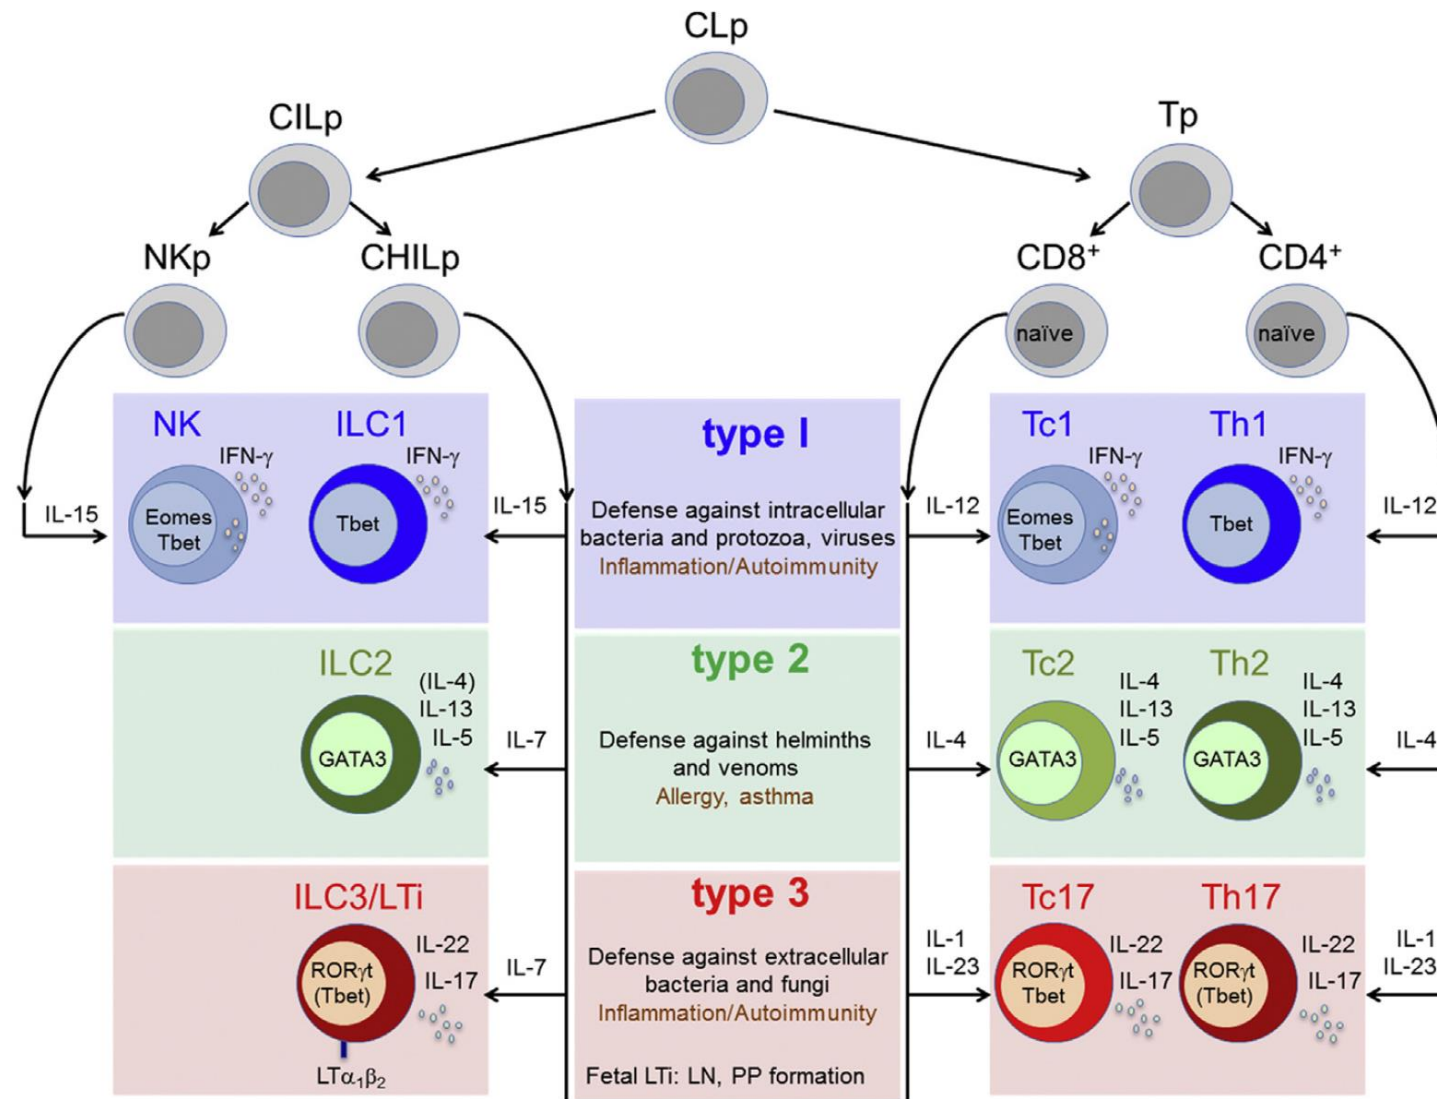 CLp
CILp
Tp
NKp
CHILp
CD8⁺
CD4⁺
naïve
naïve
NK
IFN-γ
Eomes
Tbet
IL-15
ILC1
IFN-γ
Tbet
IL-15
type I
Defense against intracellular
bacteria and protozoa, viruses
Inflammation/Autoimmunity
IL-12
Tc1
IFN-γ
Eomes
Tbet
Th1
IFN-γ
Tbet
IL-12
ILC2
(IL-4)
IL-13
IL-5
GATA3
IL-7
type 2
Defense against helminths
and venoms
Allergy, asthma
IL-4
Tc2
IL-4
IL-13
IL-5
GATA3
Th2
IL-4
IL-13
IL-5
GATA3
IL-4
ILC3/LTi
IL-22
IL-17
RORγt
(Tbet)
LTα₁β₂
IL-7
type 3
Defense against extracellular
bacteria and fungi
Inflammation/Autoimmunity
Fetal LTi: LN, PP formation
IL-1
IL-23
Tc17
IL-22
IL-17
RORγt
Tbet
Th17
IL-22
IL-17
RORγt
(Tbet)
IL-1
IL-23